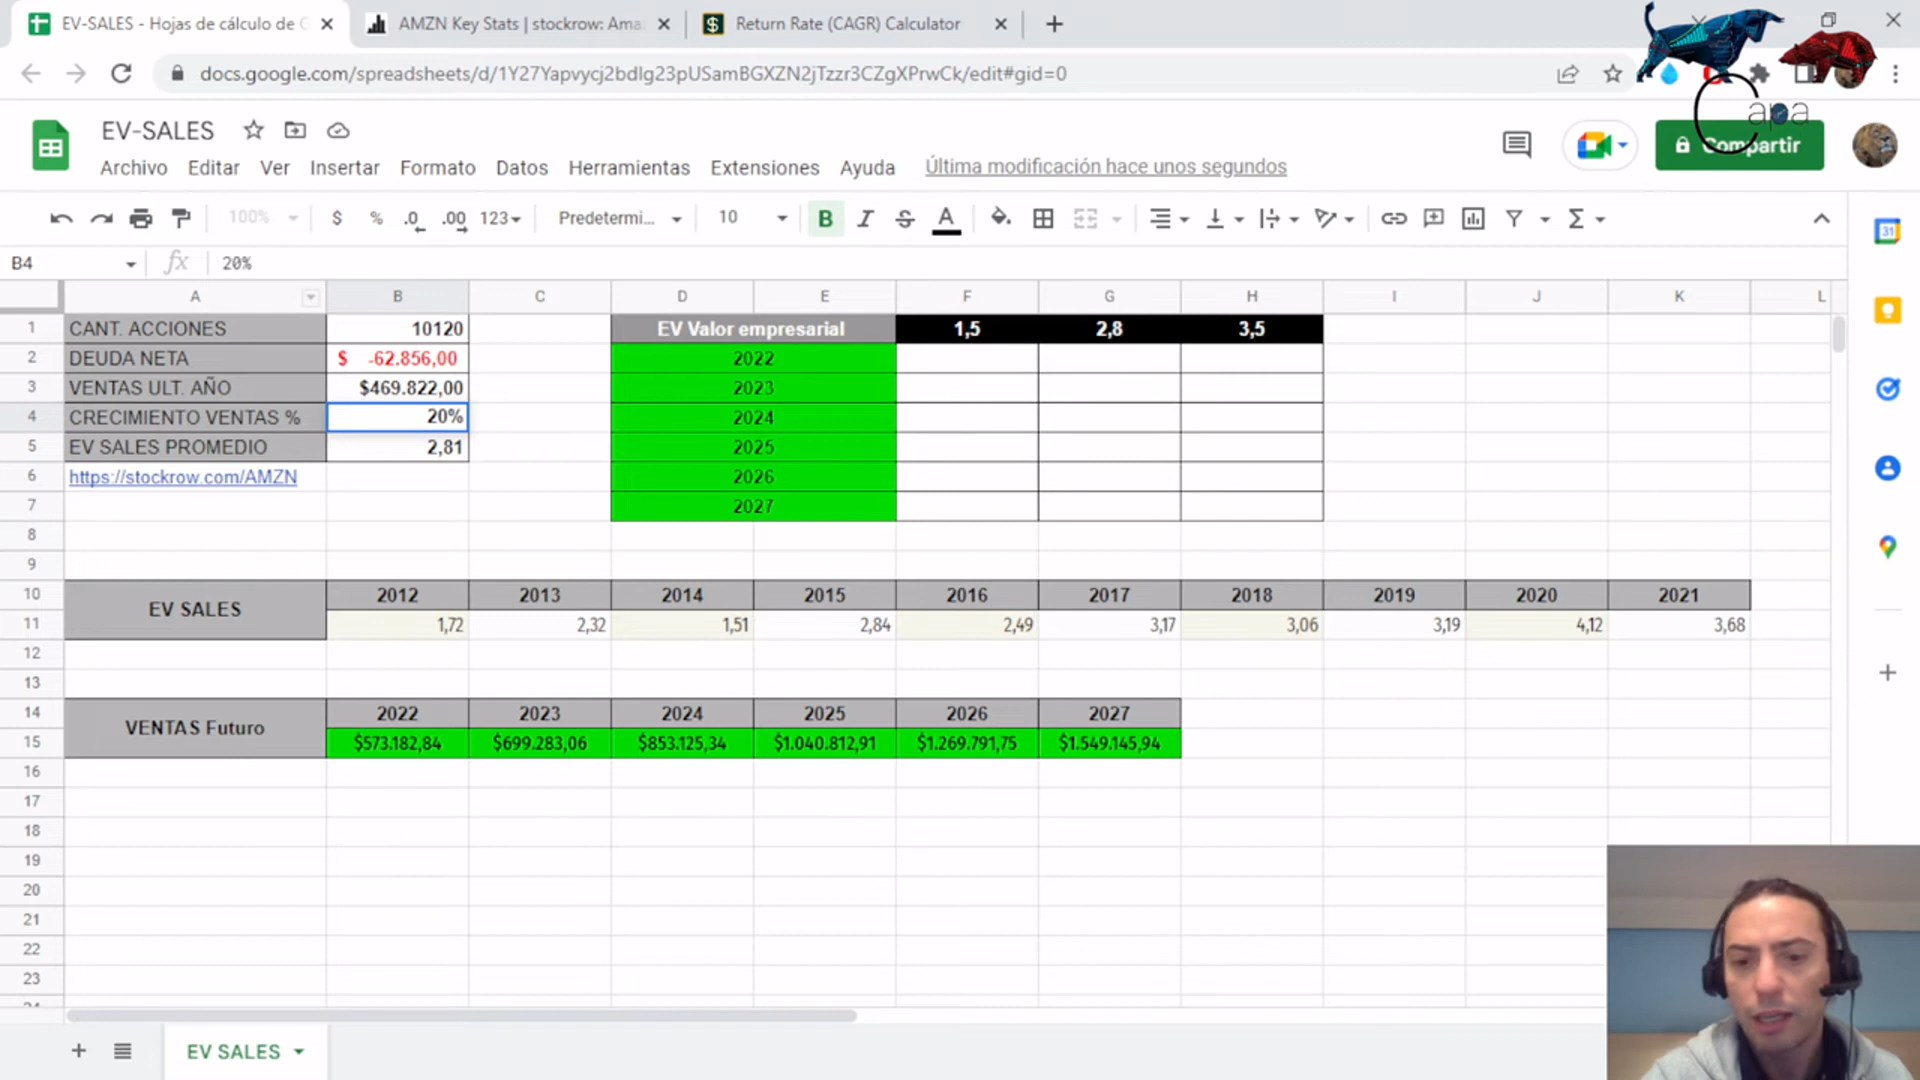 EV-SALES - Hojas de cálculo de G
AMZN Key Stats | stockrow: Ama
Return Rate (CAGR) Calculator
docs.google.com/spreadsheets/d/1Y27Yapvycj2bdlg23pUSamBGXZN2jTzzr3CZgXPrwCk/edit#gid=0
Capa
EV-SALES
Compartir
Archivo Editar Ver Insertar Formato Datos Herramientas Extensiones Ayuda Última modificación hace unos segundos
100% $ % .0 .00 123 Predetermi... 10 B I S A Σ
31
B4 fx 20%
A B C D E F G H I J K L
1 CANT. ACCIONES 10120 EV Valor empresarial 1,5 2,8 3,5
2 DEUDA NETA $ -62.856,00 2022
3 VENTAS ULT. AÑO $469.822,00 2023
4 CRECIMIENTO VENTAS % 20% 2024
5 EV SALES PROMEDIO 2,81 2025
6 https://stockrow.com/AMZN 2026
7 2027
8
9
10 EV SALES 2012 2013 2014 2015 2016 2017 2018 2019 2020 2021
11 1,72 2,32 1,51 2,84 2,49 3,17 3,06 3,19 4,12 3,68
12
13
14 VENTAS Futuro 2022 2023 2024 2025 2026 2027
15 $573.182,84 $699.283,06 $853.125,34 $1.040.812,91 $1.269.791,75 $1.549.145,94
16
17
18
19
20
21
22
23
EV SALES